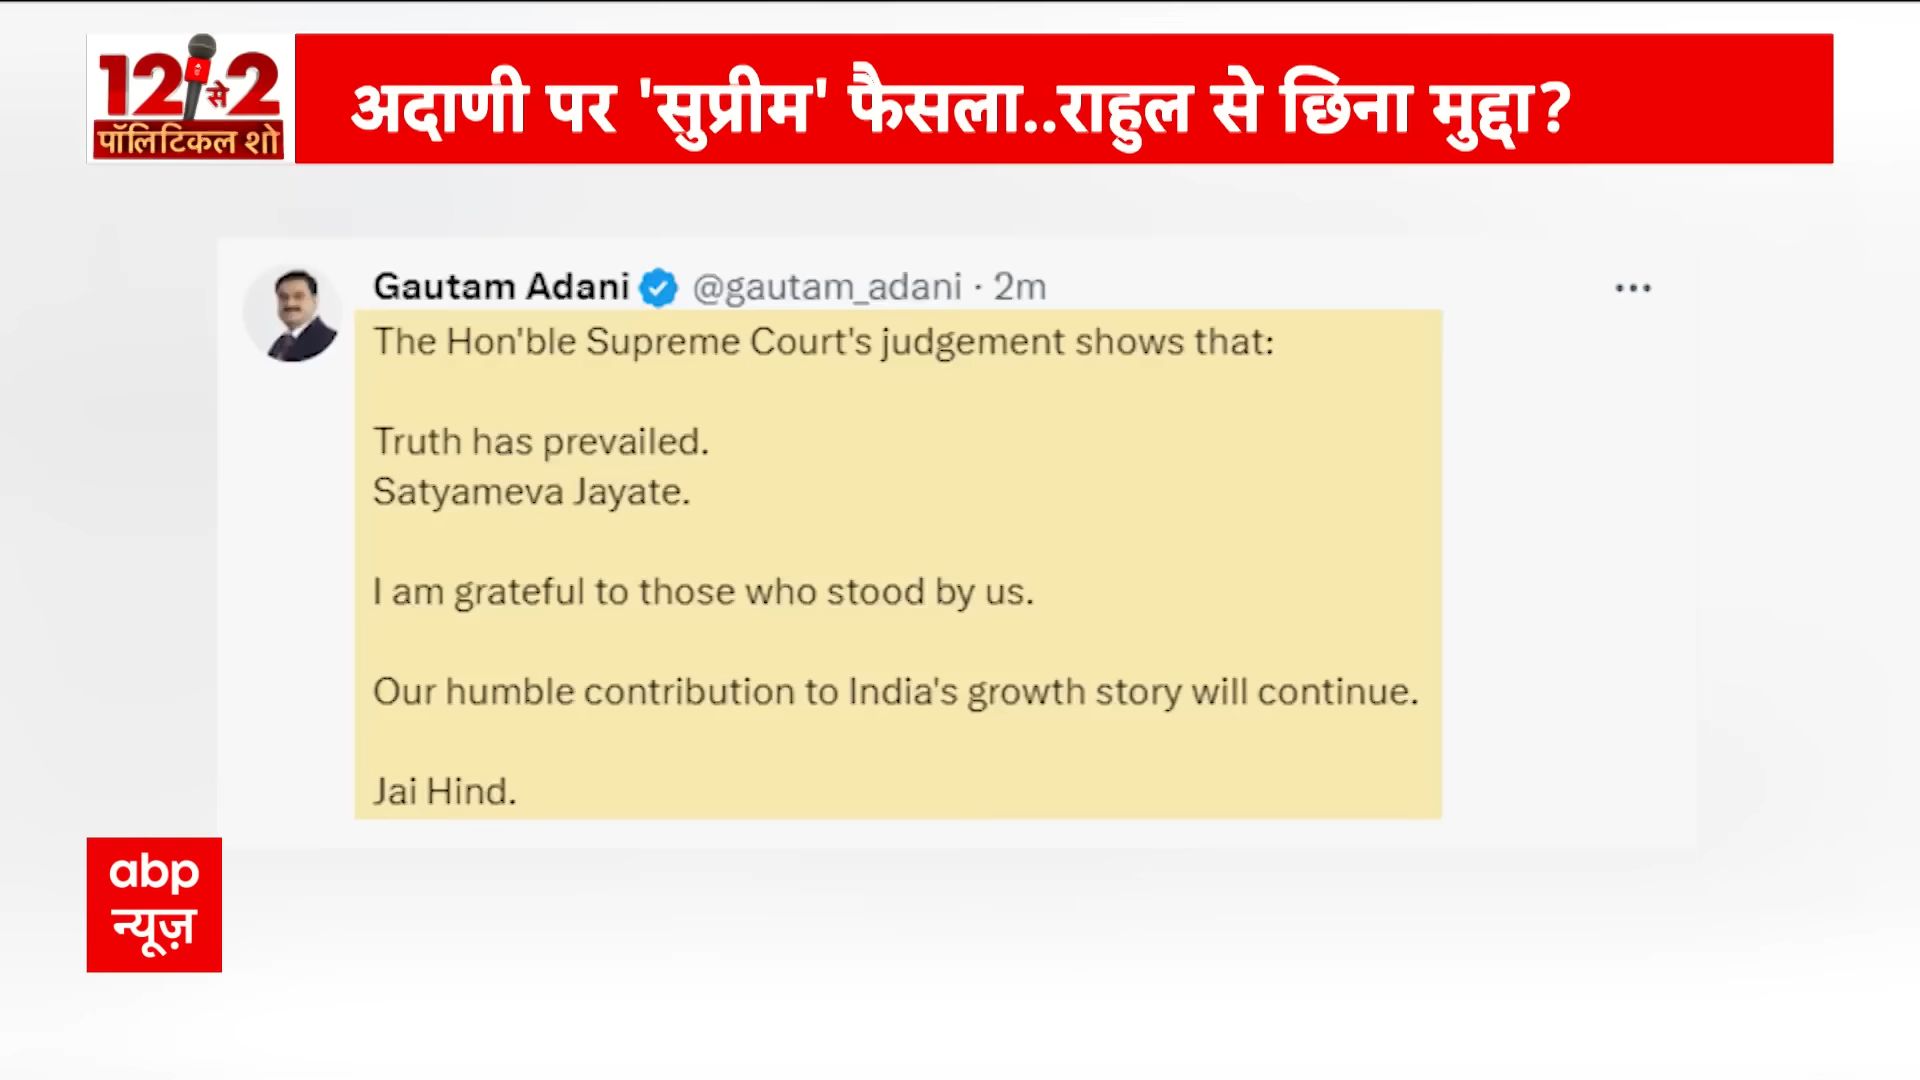 12 से 2
पॉलिटिकल शो
अदाणी पर 'सुप्रीम' फैसला..राहुल से छिना मुद्दा?
Gautam Adani @gautam_adani · 2m
The Hon'ble Supreme Court's judgement shows that:
Truth has prevailed.
Satyameva Jayate.
I am grateful to those who stood by us.
Our humble contribution to India's growth story will continue.
Jai Hind.
abp
न्यूज़